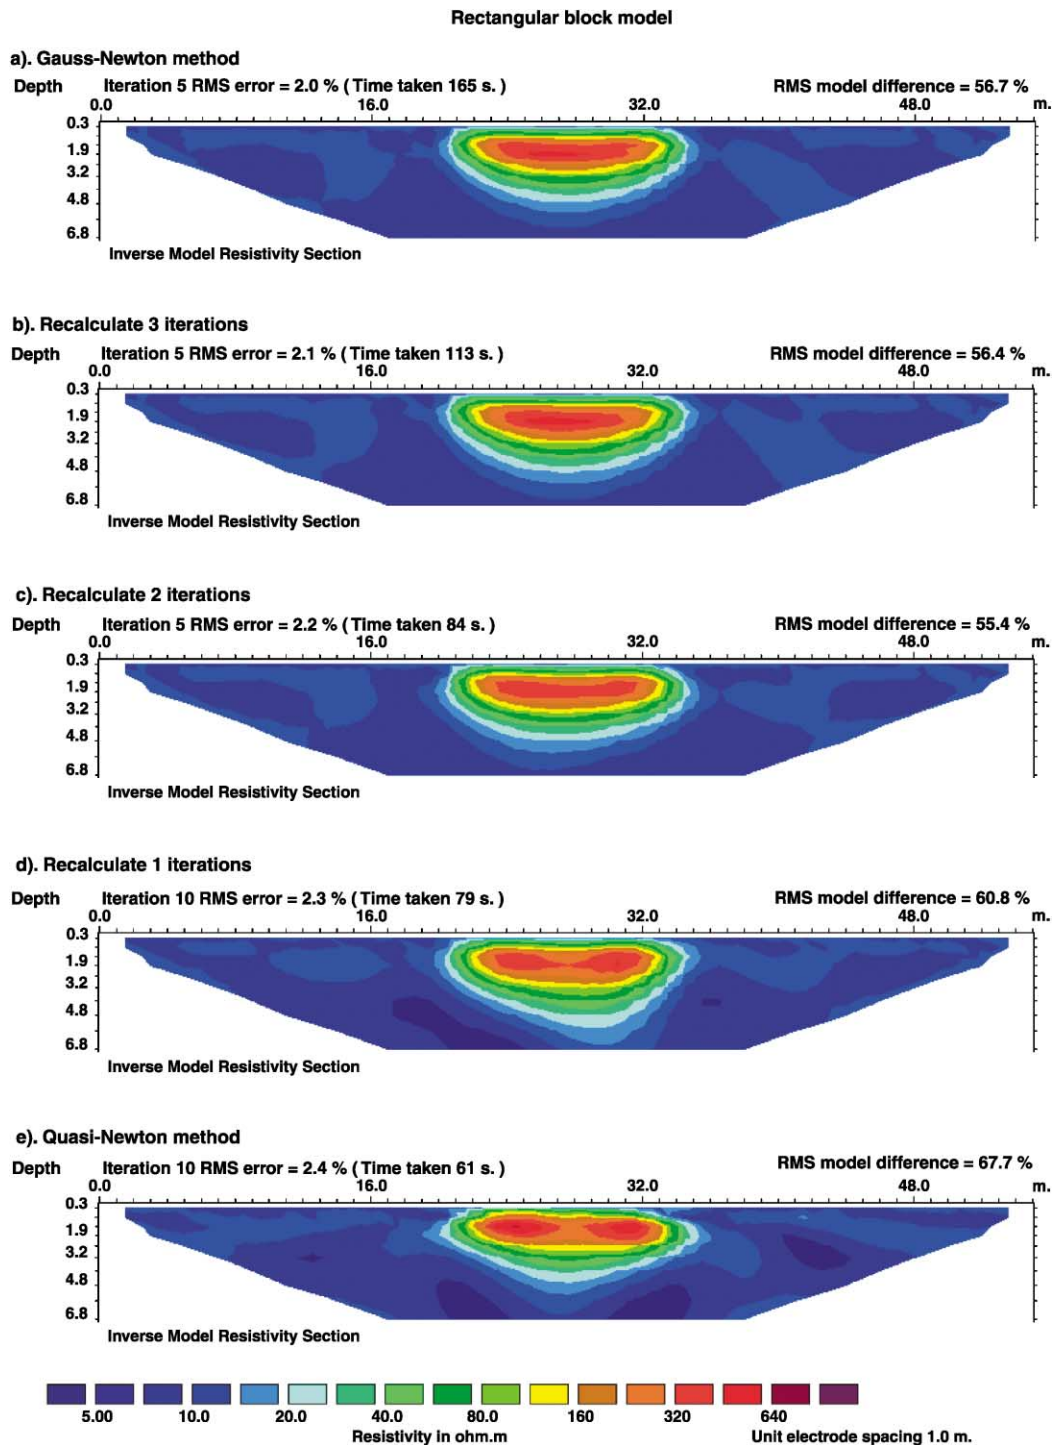 Rectangular block model
a). Gauss-Newton method
Depth Iteration 5 RMS error = 2.0 % ( Time taken 165 s. ) RMS model difference = 56.7 %
0.0 16.0 32.0 48.0 m.
0.3
1.9
3.2
4.8
6.8
Inverse Model Resistivity Section
b). Recalculate 3 iterations
Depth Iteration 5 RMS error = 2.1 % ( Time taken 113 s. ) RMS model difference = 56.4 %
0.0 16.0 32.0 48.0 m.
0.3
1.9
3.2
4.8
6.8
Inverse Model Resistivity Section
c). Recalculate 2 iterations
Depth Iteration 5 RMS error = 2.2 % ( Time taken 84 s. ) RMS model difference = 55.4 %
0.0 16.0 32.0 48.0 m.
0.3
1.9
3.2
4.8
6.8
Inverse Model Resistivity Section
d). Recalculate 1 iterations
Depth Iteration 10 RMS error = 2.3 % ( Time taken 79 s. ) RMS model difference = 60.8 %
0.0 16.0 32.0 48.0 m.
0.3
1.9
3.2
4.8
6.8
Inverse Model Resistivity Section
e). Quasi-Newton method
Depth Iteration 10 RMS error = 2.4 % ( Time taken 61 s. ) RMS model difference = 67.7 %
0.0 16.0 32.0 48.0 m.
0.3
1.9
3.2
4.8
6.8
Inverse Model Resistivity Section
5.00 10.0 20.0 40.0 80.0 160 320 640
Resistivity in ohm.m Unit electrode spacing 1.0 m.